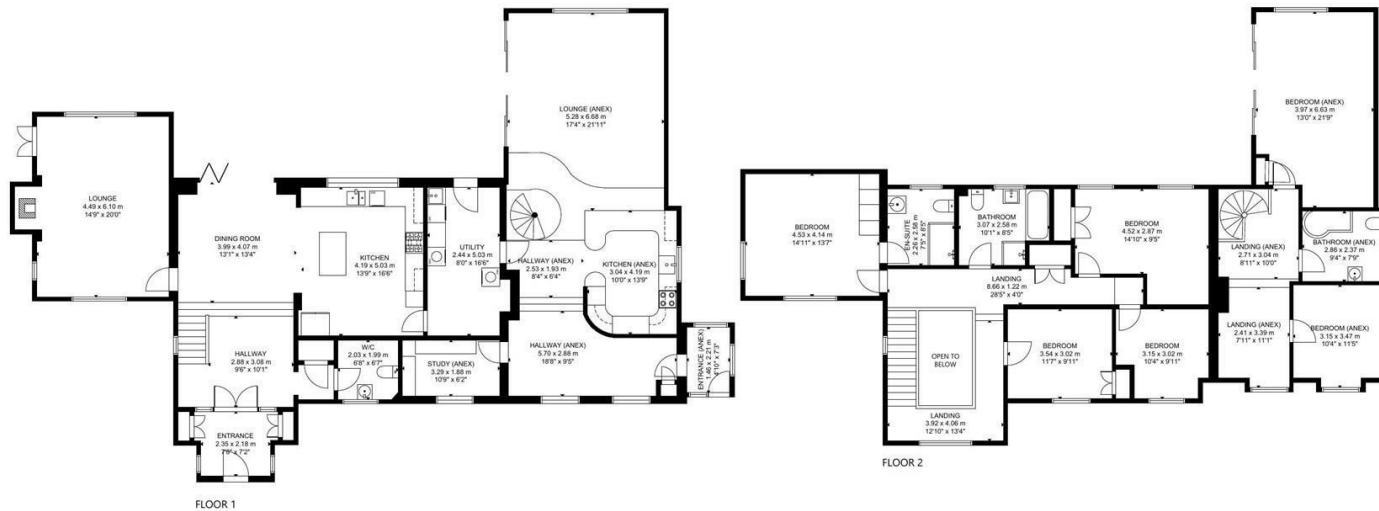 LOUNGE
4.49 x 6.10 m
14'9" x 20'0"
DINING ROOM
3.99 x 4.07 m
13'1" x 13'4"
KITCHEN
4.19 x 5.03 m
13'9" x 16'6"
UTILITY
2.44 x 5.03 m
8'0" x 16'6"
LOUNGE (ANEX)
5.28 x 6.68 m
17'4" x 21'11"
HALLWAY (ANEX)
2.53 x 1.93 m
8'4" x 6'4"
KITCHEN (ANEX)
3.04 x 4.19 m
10'0" x 13'9"
HALLWAY
2.88 x 3.08 m
9'6" x 10'1"
W/C
2.03 x 1.99 m
6'8" x 6'7"
STUDY (ANEX)
3.29 x 1.88 m
10'9" x 6'2"
HALLWAY (ANEX)
5.70 x 2.88 m
18'8" x 9'5"
ENTRANCE (ANEX)
1.46 x 2.21 m
4'10" x 7'3"
ENTRANCE
2.35 x 2.18 m
7'8" x 7'2"
FLOOR 1
BEDROOM
4.53 x 4.14 m
14'11" x 13'7"
EN-SUITE
2.26 x 2.58 m
7'5" x 8'5"
BATHROOM
3.07 x 2.58 m
10'1" x 8'5"
BEDROOM
4.52 x 2.87 m
14'10" x 9'5"
BEDROOM (ANEX)
3.97 x 6.63 m
13'0" x 21'9"
LANDING (ANEX)
2.71 x 3.04 m
8'11" x 10'0"
BATHROOM (ANEX)
2.86 x 2.37 m
9'4" x 7'9"
LANDING
8.66 x 1.22 m
28'5" x 4'0"
OPEN TO
BELOW
BEDROOM
3.54 x 3.02 m
11'7" x 9'11"
BEDROOM
3.15 x 3.02 m
10'4" x 9'11"
LANDING (ANEX)
2.41 x 3.39 m
7'11" x 11'1"
BEDROOM (ANEX)
3.15 x 3.47 m
10'4" x 11'5"
LANDING
3.92 x 4.06 m
12'10" x 13'4"
FLOOR 2